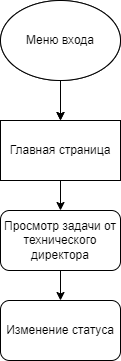 Меню входа
Главная страница
Просмотр задачи от
технического
директора
Изменение статуса